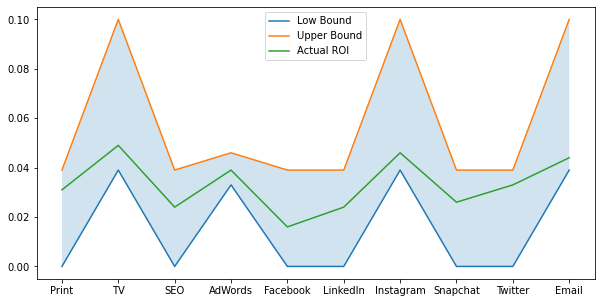 Low Bound
Upper Bound
Actual ROI
0.10
0.08
0.06
0.04
0.02
0.00
Print TV SEO AdWords Facebook LinkedIn Instagram Snapchat Twitter Email